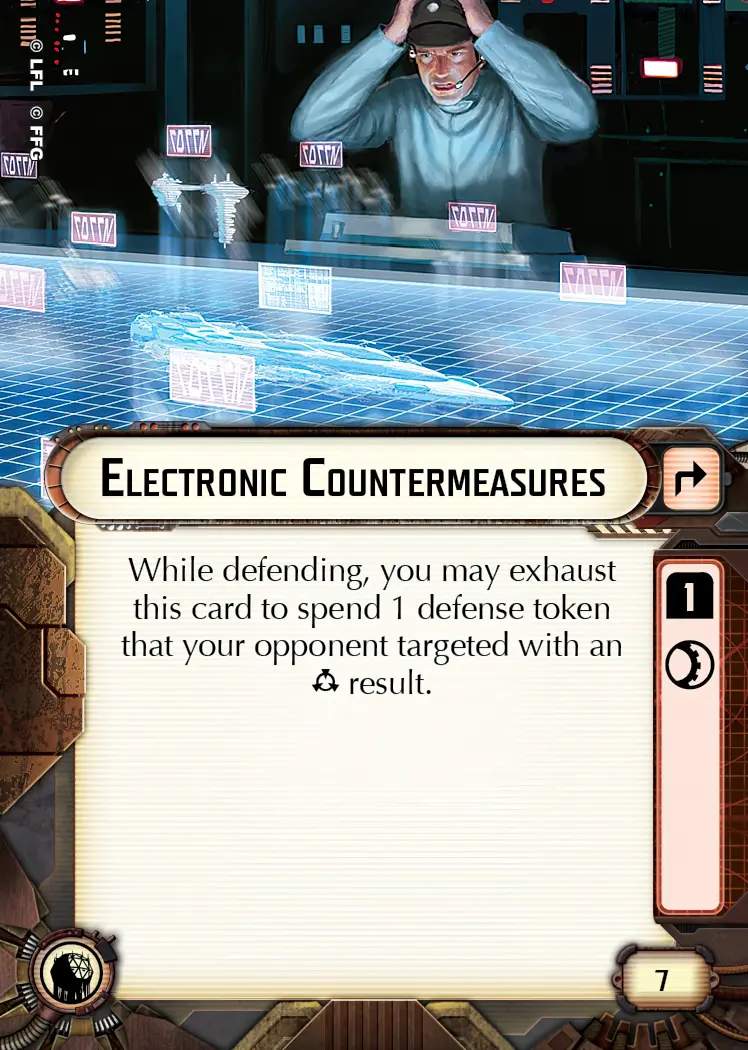 © LFL © FFG
Electronic Countermeasures
While defending, you may exhaust
this card to spend 1 defense token
that your opponent targeted with an
result.
1
7